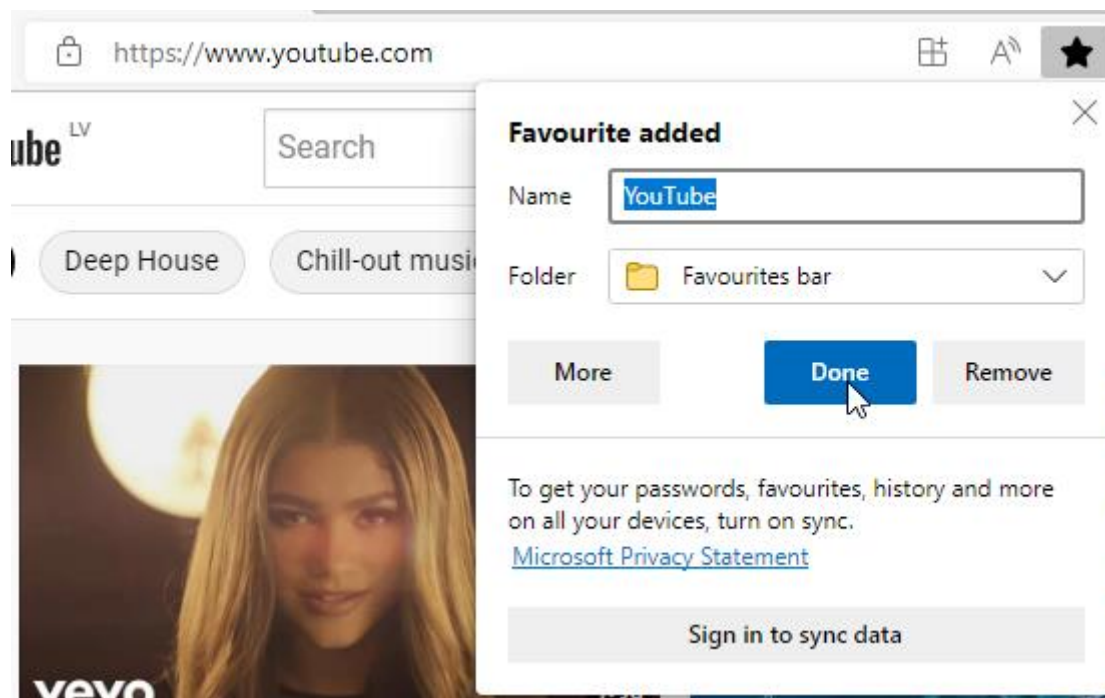 https://www.youtube.com
LV
ube
Search
Deep House
Chill-out musi
Favourite added
Name
YouTube
Folder
Favourites bar
More
Done
Remove
To get your passwords, favourites, history and more
on all your devices, turn on sync.
Microsoft Privacy Statement
Sign in to sync data
vevo